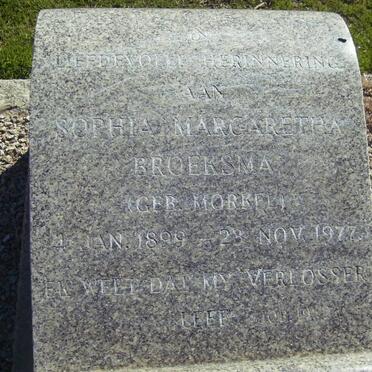 IN
LIEFDEVOLLE HERINNERING
AAN
SOPHIA MARGARETHA
BROEKSMA
(GEB. MORKEL)
4 JAN. 1899 - 23 NOV. 1977
EK WEET DAT MY VERLOSSER
LEEF